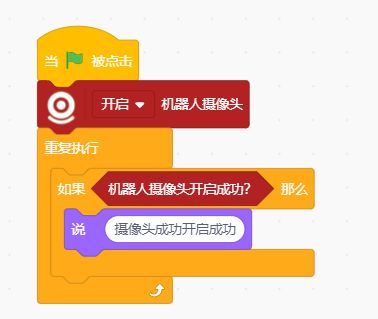 当 被点击
开启 机器人摄像头
重复执行
如果 机器人摄像头开启成功? 那么
说 摄像头成功开启成功